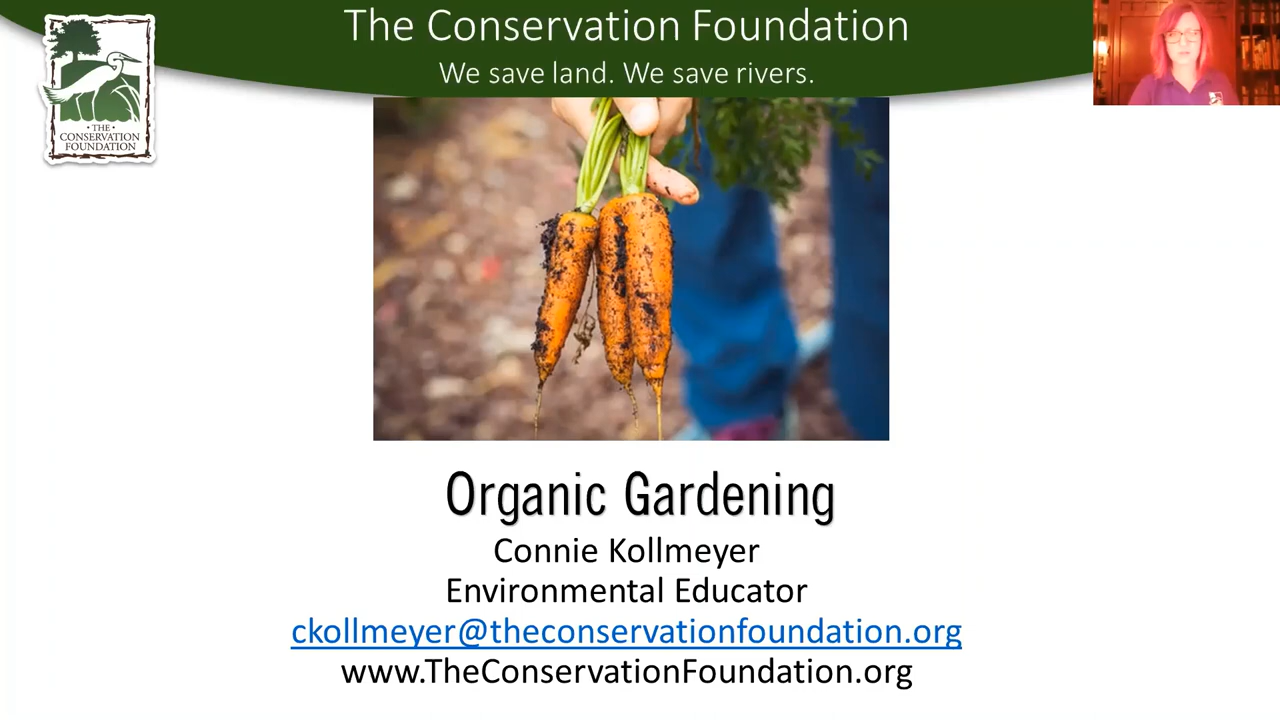 The Conservation Foundation
We save land. We save rivers.
• THE •
CONSERVATION
FOUNDATION
Organic Gardening
Connie Kollmeyer
Environmental Educator
ckollmeyer@theconservationfoundation.org
www.TheConservationFoundation.org